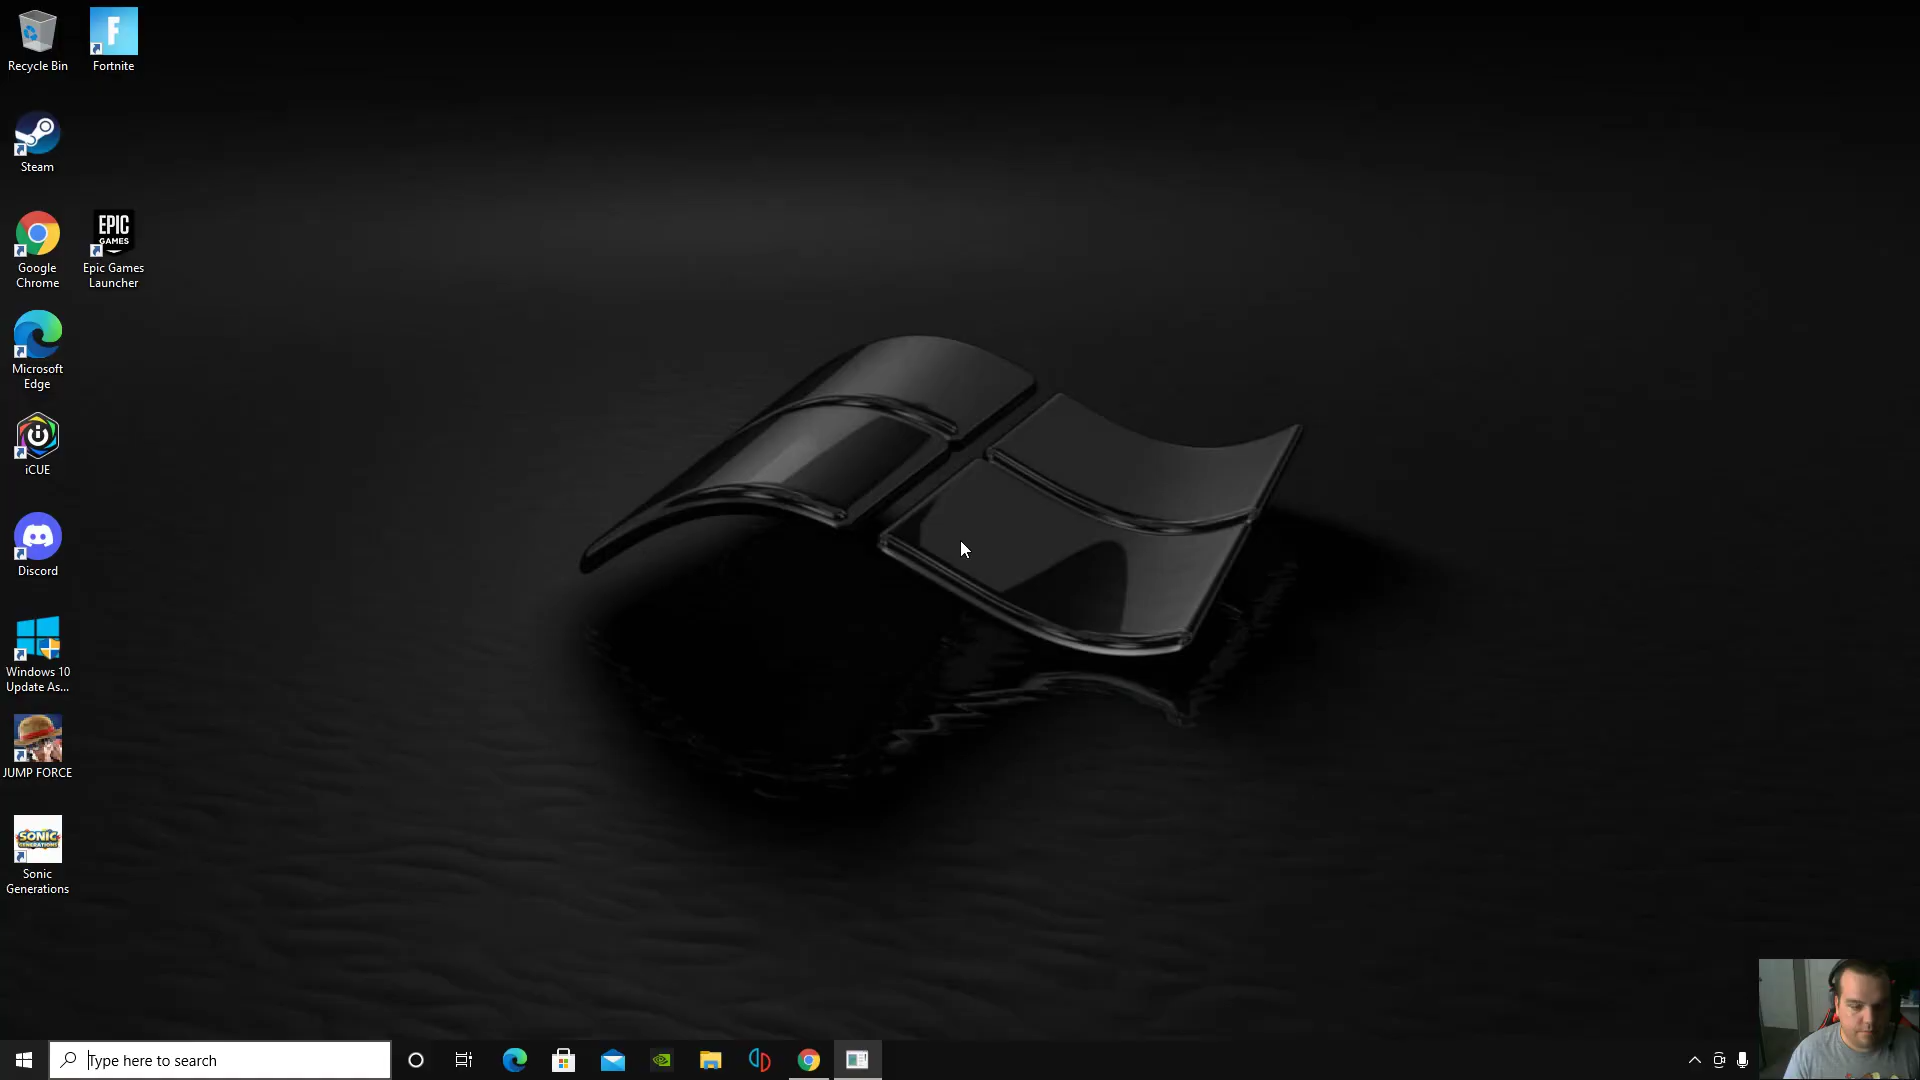 Recycle Bin
F
Fortnite
Steam
Google
Chrome
EPIC
GAMES
Epic Games
Launcher
Microsoft
Edge
iCUE
Discord
Windows 10
Update As...
JUMP FORCE
SONIC
GENERATIONS
Sonic
Generations
Type here to search